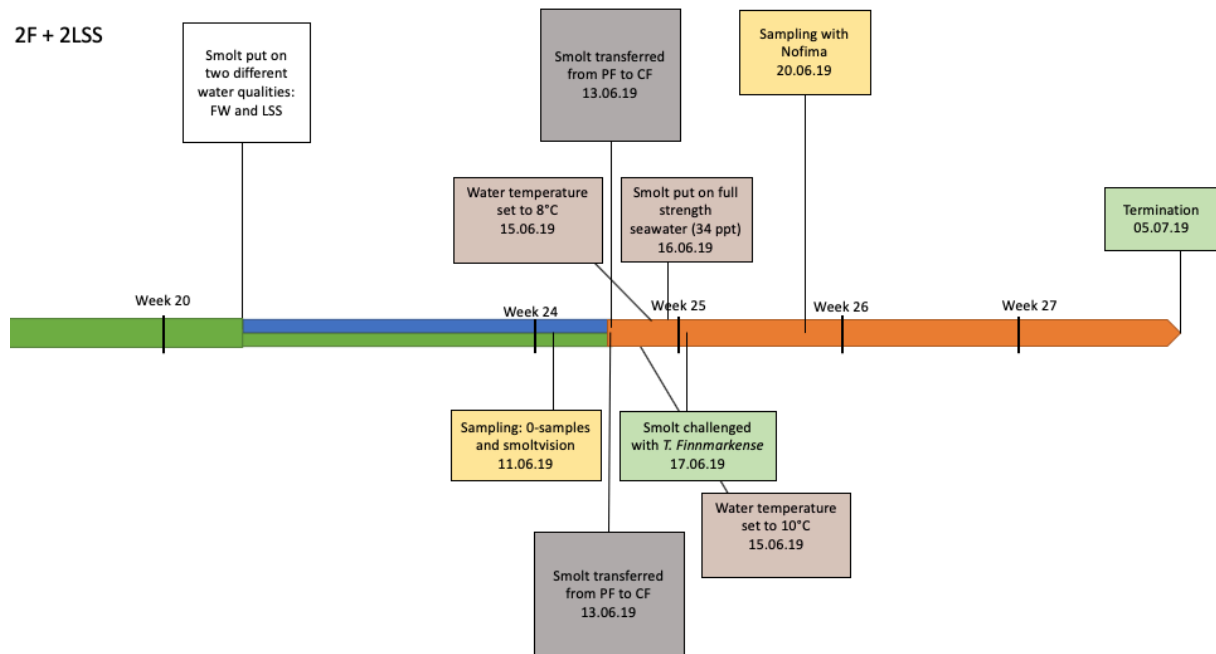 2F + 2LSS
Smolt put on
two different
water qualities:
FW and LSS
Smolt transferred
from PF to CF
13.06.19
Sampling with
Nofima
20.06.19
Water temperature
set to 8°C
15.06.19
Smolt put on full
strength
seawater (34 ppt)
16.06.19
Termination
05.07.19
Week 20
Week 24
Week 25
Week 26
Week 27
Sampling: 0-samples
and smoltvision
11.06.19
Smolt challenged
with T. Finnmarkense
17.06.19
Water temperature
set to 10°C
15.06.19
Smolt transferred
from PF to CF
13.06.19